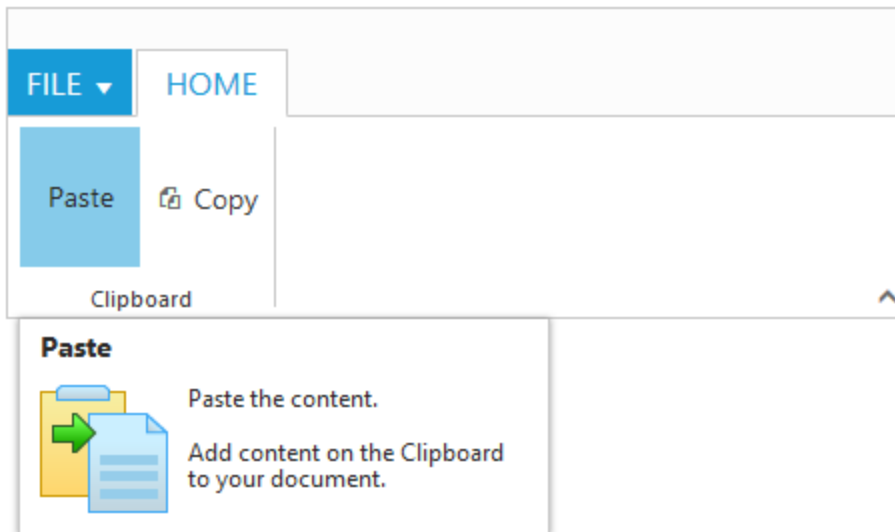 FILE HOME
Paste Copy
Clipboard
Paste
Paste the content.
Add content on the Clipboard
to your document.